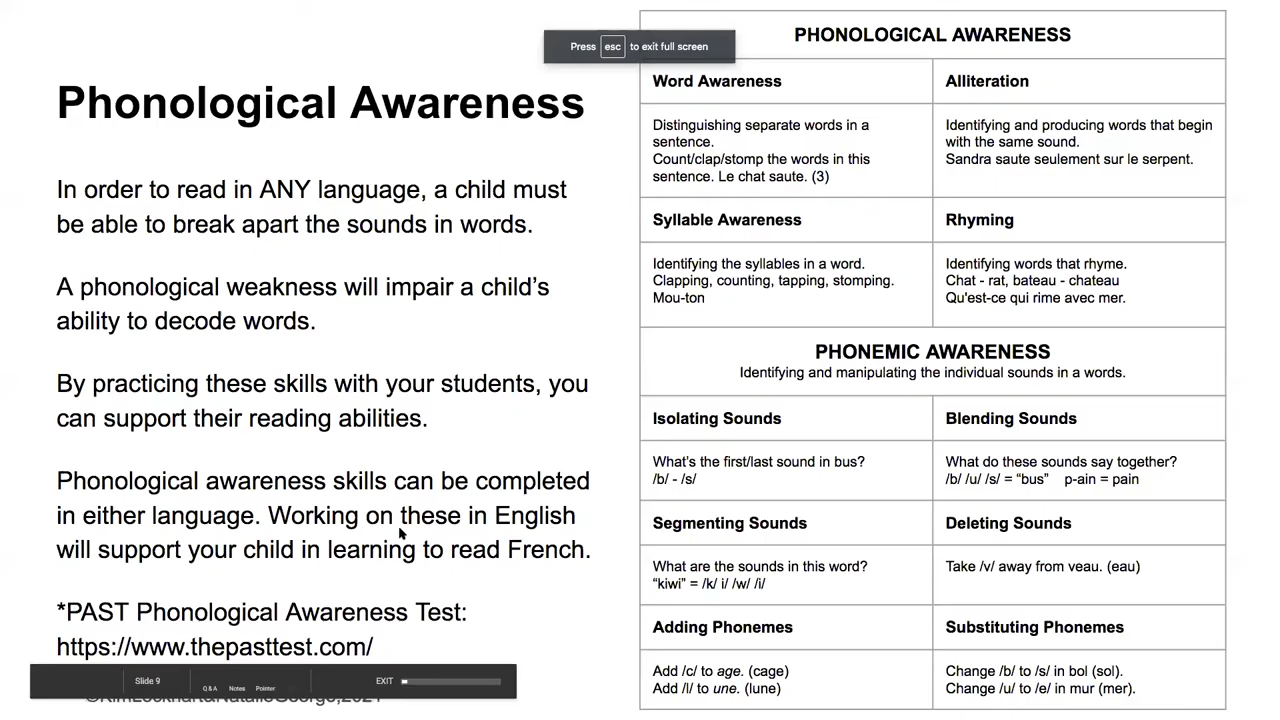 Press esc to exit full screen
Phonological Awareness
In order to read in ANY language, a child must
be able to break apart the sounds in words.
A phonological weakness will impair a child's
ability to decode words.
By practicing these skills with your students, you
can support their reading abilities.
Phonological awareness skills can be completed
in either language. Working on these in English
will support your child in learning to read French.
*PAST Phonological Awareness Test:
https://www.thepasttest.com/
Slide 9
Q & A Notes Pointer
EXIT
PHONOLOGICAL AWARENESS
Word Awareness
Distinguishing separate words in a
sentence.
Count/clap/stomp the words in this
sentence. Le chat saute. (3)
Alliteration
Identifying and producing words that begin
with the same sound.
Sandra saute seulement sur le serpent.
Syllable Awareness
Identifying the syllables in a word.
Clapping, counting, tapping, stomping.
Mou-ton
Rhyming
Identifying words that rhyme.
Chat - rat, bateau - chateau
Qu'est-ce qui rime avec mer.
PHONEMIC AWARENESS
Identifying and manipulating the individual sounds in a words.
Isolating Sounds
What's the first/last sound in bus?
/b/ - /s/
Blending Sounds
What do these sounds say together?
/b/ /u/ /s/ = "bus" p-ain = pain
Segmenting Sounds
What are the sounds in this word?
"kiwi" = /k/ i/ /w/ /i/
Deleting Sounds
Take /v/ away from veau. (eau)
Adding Phonemes
Add /c/ to age. (cage)
Add /l/ to une. (lune)
Substituting Phonemes
Change /b/ to /s/ in bol (sol).
Change /u/ to /e/ in mur (mer).